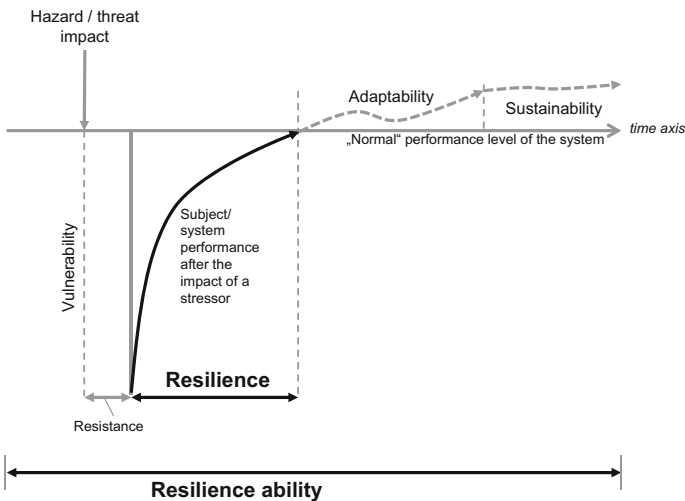 Hazard / threat
impact
Adaptability
Sustainability
time axis
„Normal“ performance level of the system
Vulnerability
Subject/
system
performance
after the
impact of a
stressor
Resilience
Resistance
Resilience ability